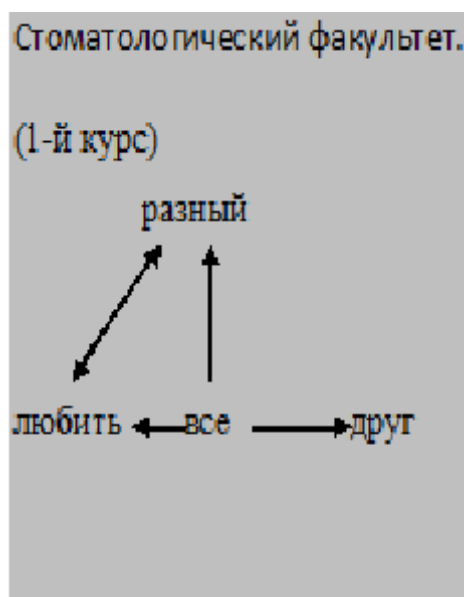 Стоматологический факультет.
(1-й курс)
разный
любить все друг